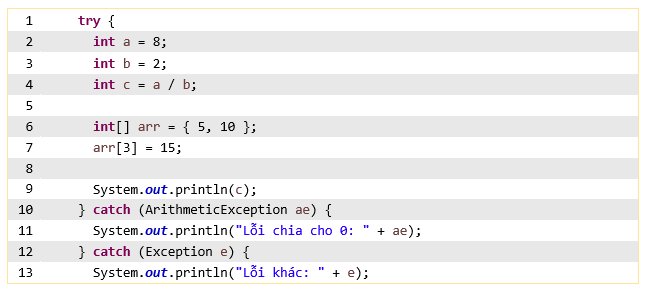 1 try {
2 int a = 8;
3 int b = 2;
4 int c = a / b;
5
6 int[] arr = { 5, 10 };
7 arr[3] = 15;
8
9 System.out.println(c);
10 } catch (ArithmeticException ae) {
11 System.out.println("Lỗi chia cho 0: " + ae);
12 } catch (Exception e) {
13 System.out.println("Lỗi khác: " + e);